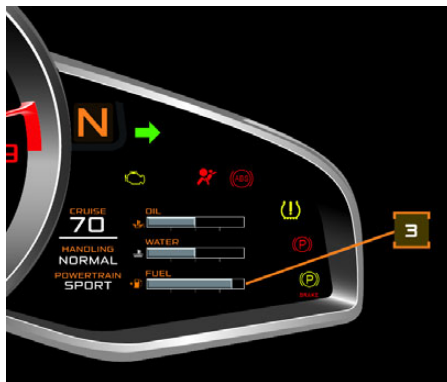 N
CRUISE
70
HANDLING
NORMAL
POWERTRAIN
SPORT
OIL
WATER
FUEL
ABS
(!)
P
P
BRAKE
3